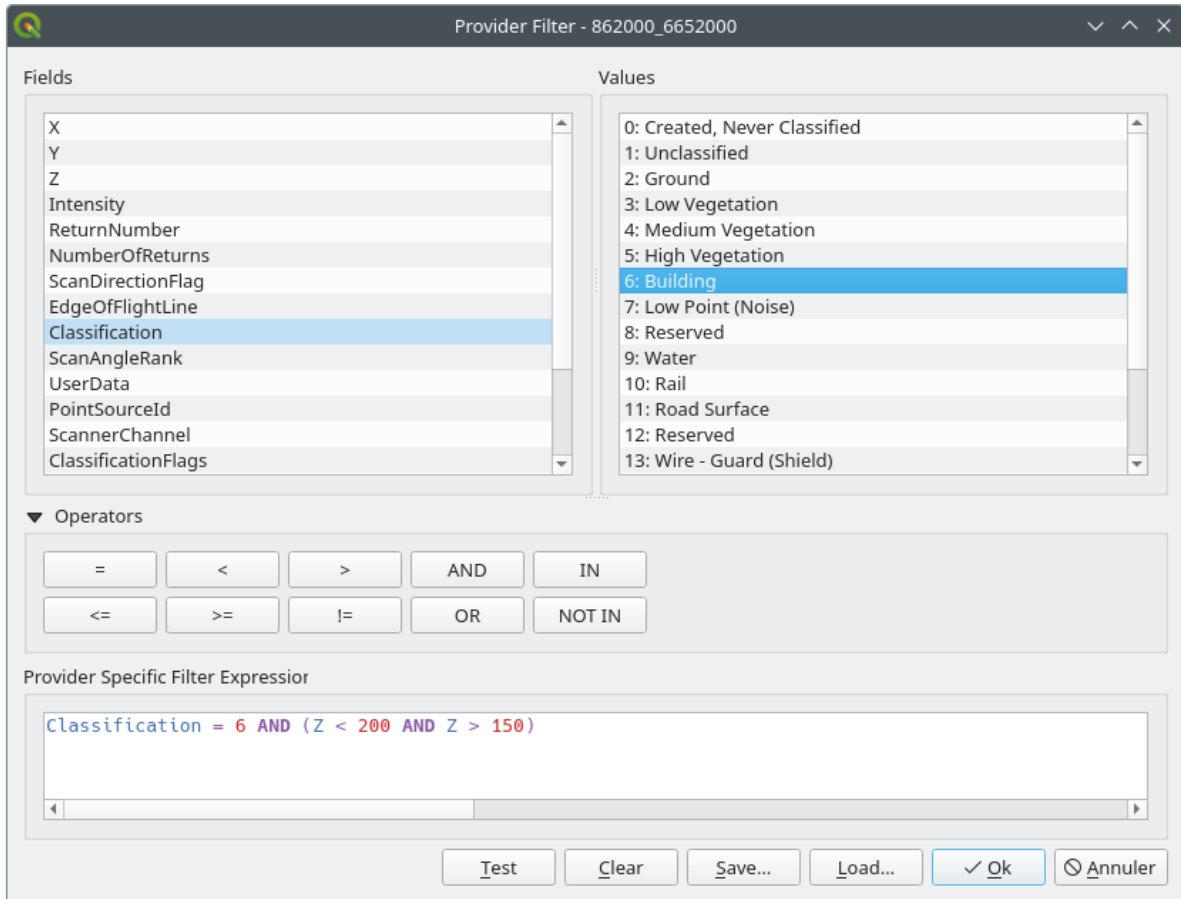 Provider Filter - 862000_6652000
Fields
X
Y
Z
Intensity
ReturnNumber
NumberOfReturns
ScanDirectionFlag
EdgeOfFlightLine
Classification
ScanAngleRank
UserData
PointSourceId
ScannerChannel
ClassificationFlags
Values
0: Created, Never Classified
1: Unclassified
2: Ground
3: Low Vegetation
4: Medium Vegetation
5: High Vegetation
6: Building
7: Low Point (Noise)
8: Reserved
9: Water
10: Rail
11: Road Surface
12: Reserved
13: Wire - Guard (Shield)
Operators
= < > AND IN
<= >= != OR NOT IN
Provider Specific Filter Expression
Classification = 6 AND (Z < 200 AND Z > 150)
Test Clear Save... Load... Ok Annuler